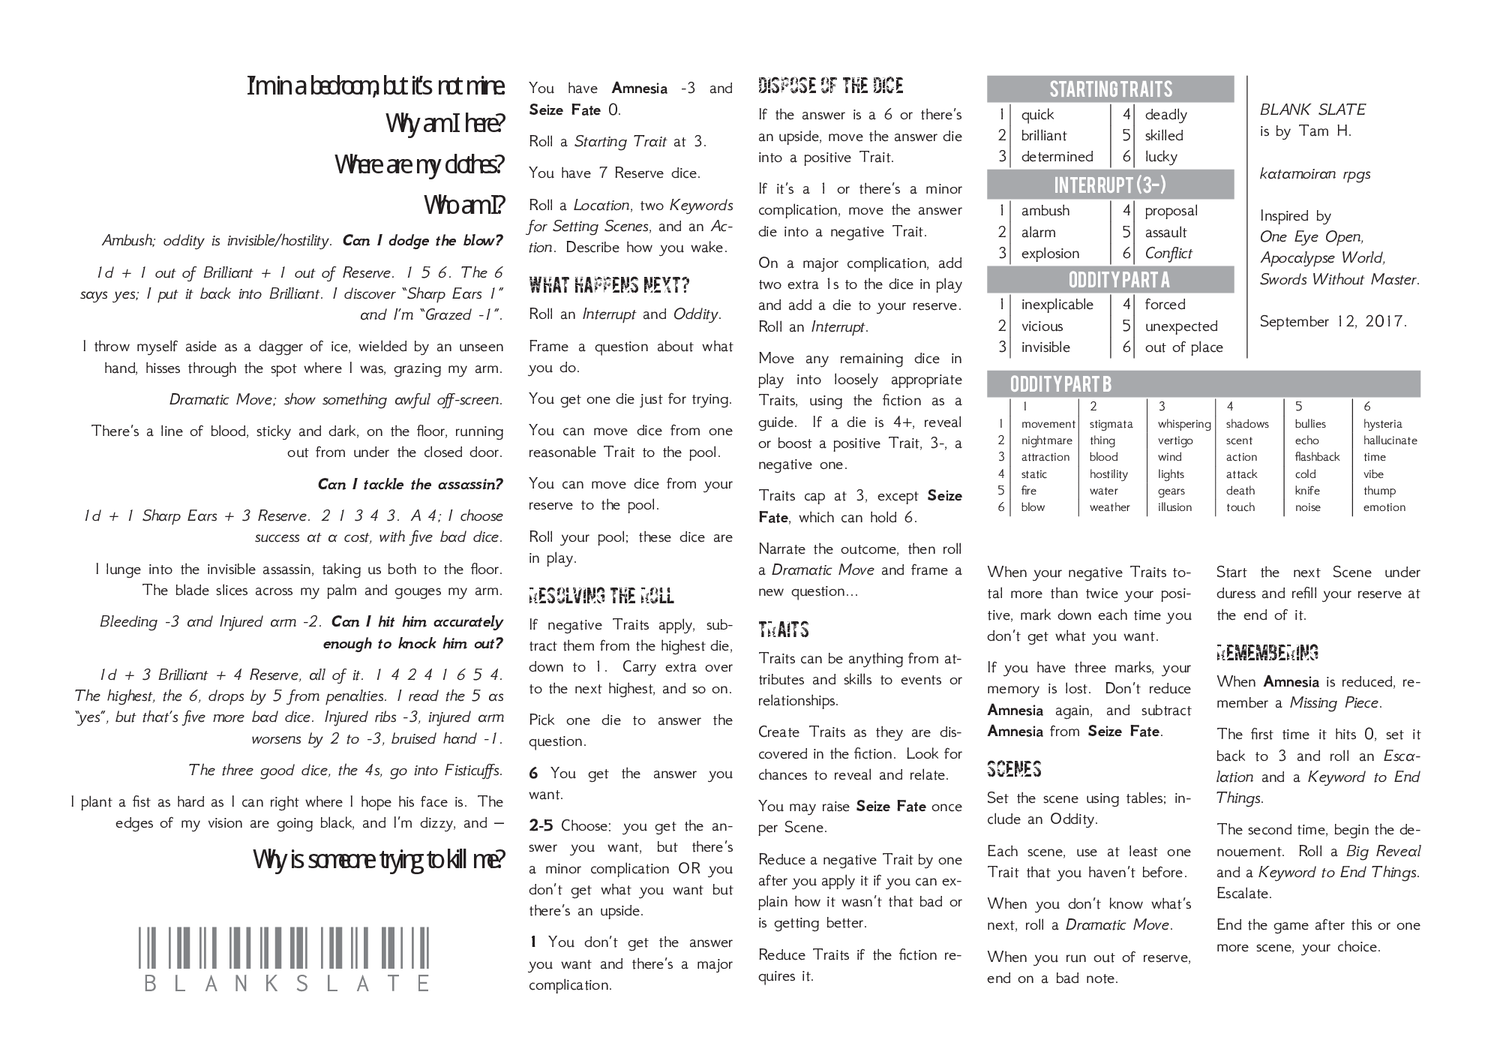 I'm in a bedroom, but it's not mine.
Why am I here?
Where are my clothes?
Who am I?
Ambush; oddity is invisible/hostility. Can I dodge the blow?
1d + 1 out of Brilliant + 1 out of Reserve. 1 5 6. The 6
says yes; I put it back into Brilliant. I discover “Sharp Ears 1”
and I'm “Grazed -1”.
I throw myself aside as a dagger of ice, wielded by an unseen
hand, hisses through the spot where I was, grazing my arm.
Dramatic Move; show something awful off-screen.
There's a line of blood, sticky and dark, on the floor, running
out from under the closed door.
Can I tackle the assassin?
1d + 1 Sharp Ears + 3 Reserve. 2 1 3 4 3. A 4; I choose
success at a cost, with five bad dice.
I lunge into the invisible assassin, taking us both to the floor.
The blade slices across my palm and gouges my arm.
Bleeding -3 and Injured arm -2. Can I hit him accurately
enough to knock him out?
1d + 3 Brilliant + 4 Reserve, all of it. 1 4 2 4 1 6 5 4.
The highest, the 6, drops by 5 from penalties. I read the 5 as
“yes”, but that's five more bad dice. Injured ribs -3, injured arm
worsens by 2 to -3, bruised hand -1.
The three good dice, the 4s, go into Fisticuffs.
I plant a fist as hard as I can right where I hope his face is. The
edges of my vision are going black, and I'm dizzy, and –
Why is someone trying to kill me?
BLANKSLATE
You have Amnesia -3 and
Seize Fate 0.
Roll a Starting Trait at 3.
You have 7 Reserve dice.
Roll a Location, two Keywords
for Setting Scenes, and an Ac-
tion. Describe how you wake.
WHAT HAPPENS NEXT?
Roll an Interrupt and Oddity.
Frame a question about what
you do.
You get one die just for trying.
You can move dice from one
reasonable Trait to the pool.
You can move dice from your
reserve to the pool.
Roll your pool; these dice are
in play.
RESOLVING THE ROLL
If negative Traits apply, sub-
tract them from the highest die,
down to 1. Carry extra over
to the next highest, and so on.
Pick one die to answer the
question.
6 You get the answer you
want.
2-5 Choose: you get the an-
swer you want, but there's
a minor complication OR you
don't get what you want but
there's an upside.
1 You don't get the answer
you want and there's a major
complication.
DISPOSE OF THE DICE
If the answer is a 6 or there's
an upside, move the answer die
into a positive Trait.
If it's a 1 or there's a minor
complication, move the answer
die into a negative Trait.
On a major complication, add
two extra 1s to the dice in play
and add a die to your reserve.
Roll an Interrupt.
Move any remaining dice in
play into loosely appropriate
Traits, using the fiction as a
guide. If a die is 4+, reveal
or boost a positive Trait, 3-, a
negative one.
Traits cap at 3, except Seize
Fate, which can hold 6.
Narrate the outcome, then roll
a Dramatic Move and frame a
new question...
TRAITS
Traits can be anything from at-
tributes and skills to events or
relationships.
Create Traits as they are dis-
covered in the fiction. Look for
chances to reveal and relate.
You may raise Seize Fate once
per Scene.
Reduce a negative Trait by one
after you apply it if you can ex-
plain how it wasn't that bad or
is getting better.
Reduce Traits if the fiction re-
quires it.
STARTING TRAITS
1 quick 4 deadly
2 brilliant 5 skilled
3 determined 6 lucky
INTERRUPT (3-)
1 ambush 4 proposal
2 alarm 5 assault
3 explosion 6 Conflict
ODDITY PART A
1 inexplicable 4 forced
2 vicious 5 unexpected
3 invisible 6 out of place
BLANK SLATE
is by Tam H.
katamoiran rpgs
Inspired by
One Eye Open,
Apocalypse World,
Swords Without Master.
September 12, 2017.
ODDITY PART B
1 2 3 4 5 6
1 movement stigmata whispering shadows bullies hysteria
2 nightmare thing vertigo scent echo hallucinate
3 attraction blood wind action flashback time
4 static hostility lights attack cold vibe
5 fire water gears death knife thump
6 blow weather illusion touch noise emotion
When your negative Traits to-
tal more than twice your posi-
tive, mark down each time you
don't get what you want.
If you have three marks, your
memory is lost. Don't reduce
Amnesia again, and subtract
Amnesia from Seize Fate.
SCENES
Set the scene using tables; in-
clude an Oddity.
Each scene, use at least one
Trait that you haven't before.
When you don't know what's
next, roll a Dramatic Move.
When you run out of reserve,
end on a bad note.
Start the next Scene under
duress and refill your reserve at
the end of it.
REMEMBERING
When Amnesia is reduced, re-
member a Missing Piece.
The first time it hits 0, set it
back to 3 and roll an Esca-
lation and a Keyword to End
Things.
The second time, begin the de-
nouement. Roll a Big Reveal
and a Keyword to End Things.
Escalate.
End the game after this or one
more scene, your choice.